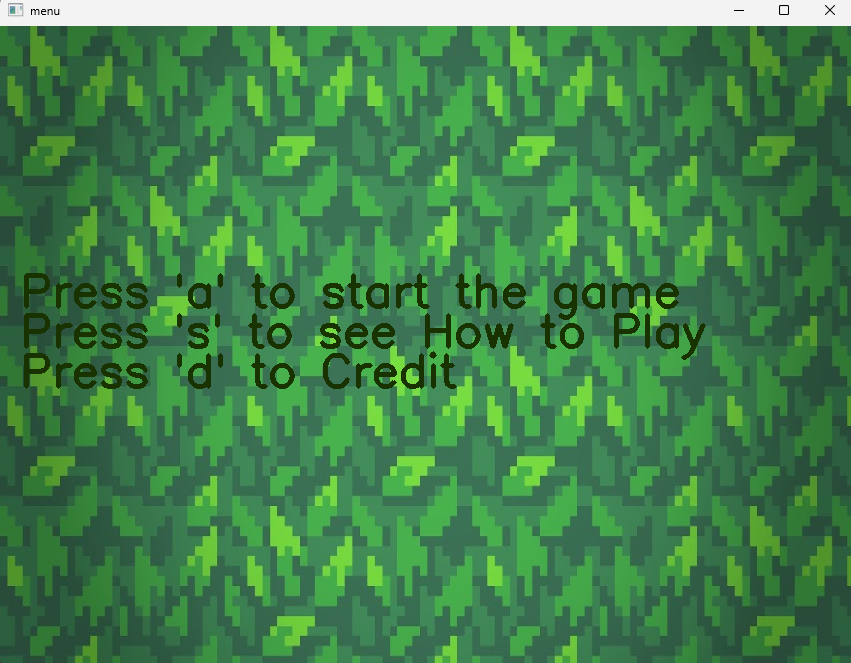 menu
Press 'a' to start the game
Press 's' to see How to Play
Press 'd' to Credit